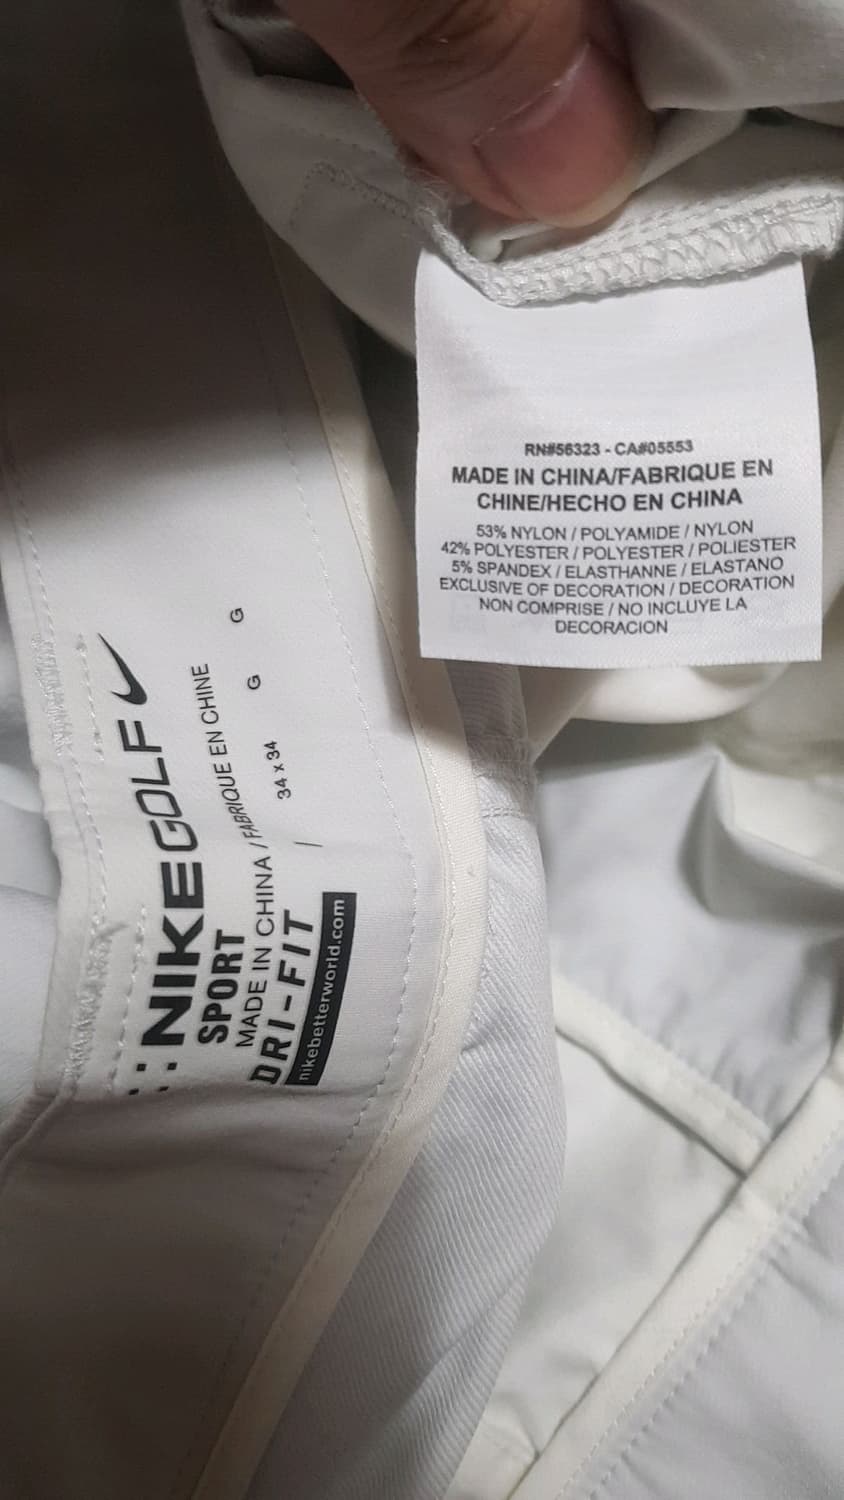 RN#56323 - CA#05553
MADE IN CHINA/FABRIQUE EN
CHINE/HECHO EN CHINA
53% NYLON / POLYAMIDE / NYLON
42% POLYESTER / POLYESTER / POLIESTER
5% SPANDEX / ELASTHANNE / ELASTANO
EXCLUSIVE OF DECORATION / DECORATION
NON COMPRISE / NO INCLUYE LA
DECORACION
NIKEGOLF
SPORT
MADE IN CHINA / FABRIQUE EN CHINE
G
DRI-FIT
G
34 x 34
/
nikebetterworld.com